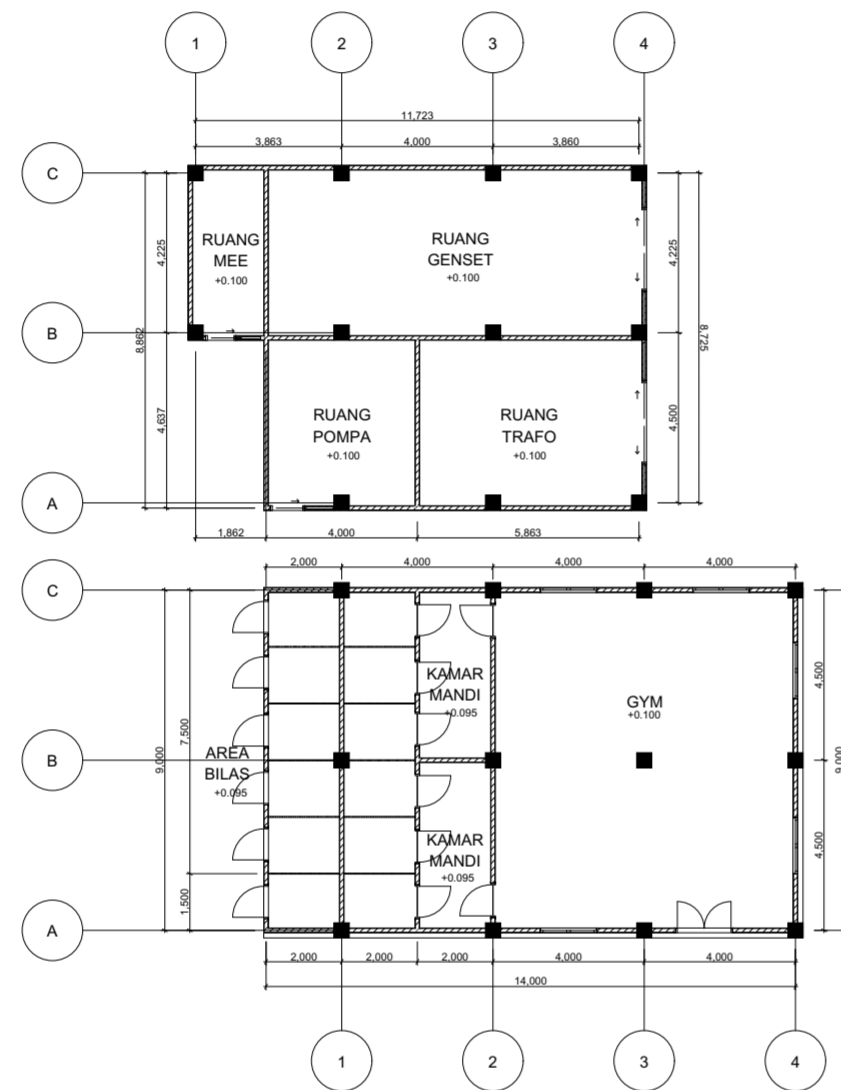 1 2 3 4
11,723
3,863 4,000 3,860
C
RUANG
MEE
+0.100
RUANG
GENSET
+0.100
4,225
4,225
B
8,862
8,725
4,637
4,500
RUANG
POMPA
+0.100
RUANG
TRAFO
+0.100
A
1,862 4,000 5,863
2,000 4,000 4,000 4,000
C
KAMAR
MANDI
+0.095
GYM
+0.100
4,500
7,500
9,000
9,000
B
AREA
BILAS
+0.095
KAMAR
MANDI
+0.095
4,500
1,500
A
2,000 2,000 2,000 4,000 4,000
14,000
1 2 3 4